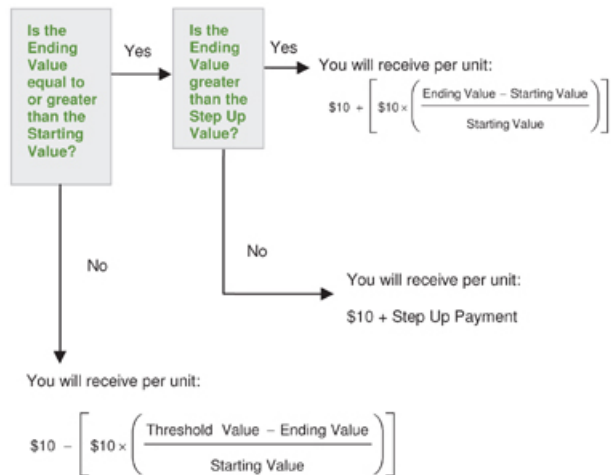 Is the
Ending
Value
equal to
or greater
than the
Starting
Value?
Yes
Is the
Ending
Value
greater
than the
Step Up
Value?
Yes
You will receive per unit:
$10 + [ $10 × ( Ending Value – Starting Value
Starting Value ) ]
No
No
You will receive per unit:
$10 + Step Up Payment
You will receive per unit:
$10 – [ $10 × ( Threshold Value – Ending Value
Starting Value ) ]